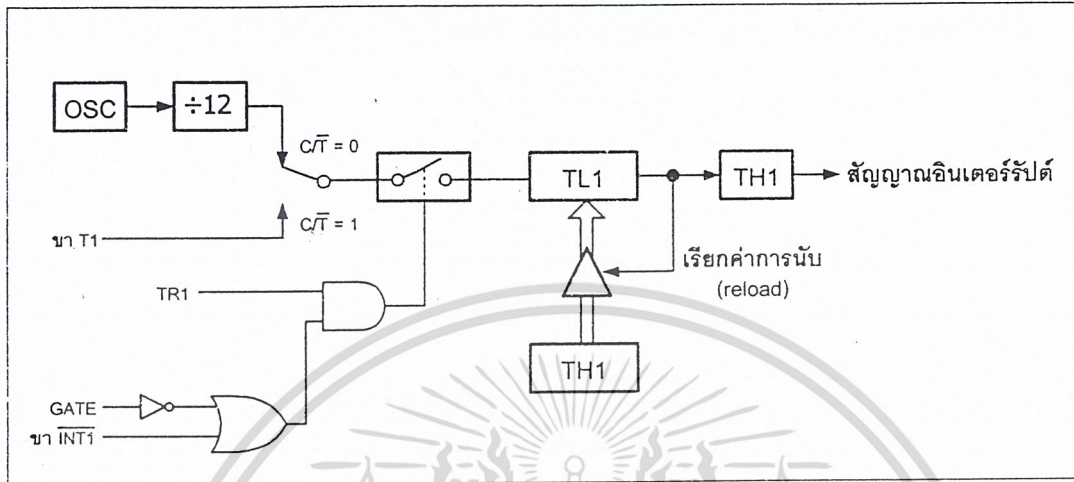 OSC
÷12
C/T̅ = 0
C/T̅ = 1
ขา T1
TL1
TH1
สัญญาณอินเตอร์รัปต์
เรียกค่าการนับ
(reload)
TR1
TH1
GATE
ขา I̅N̅T̅1̅